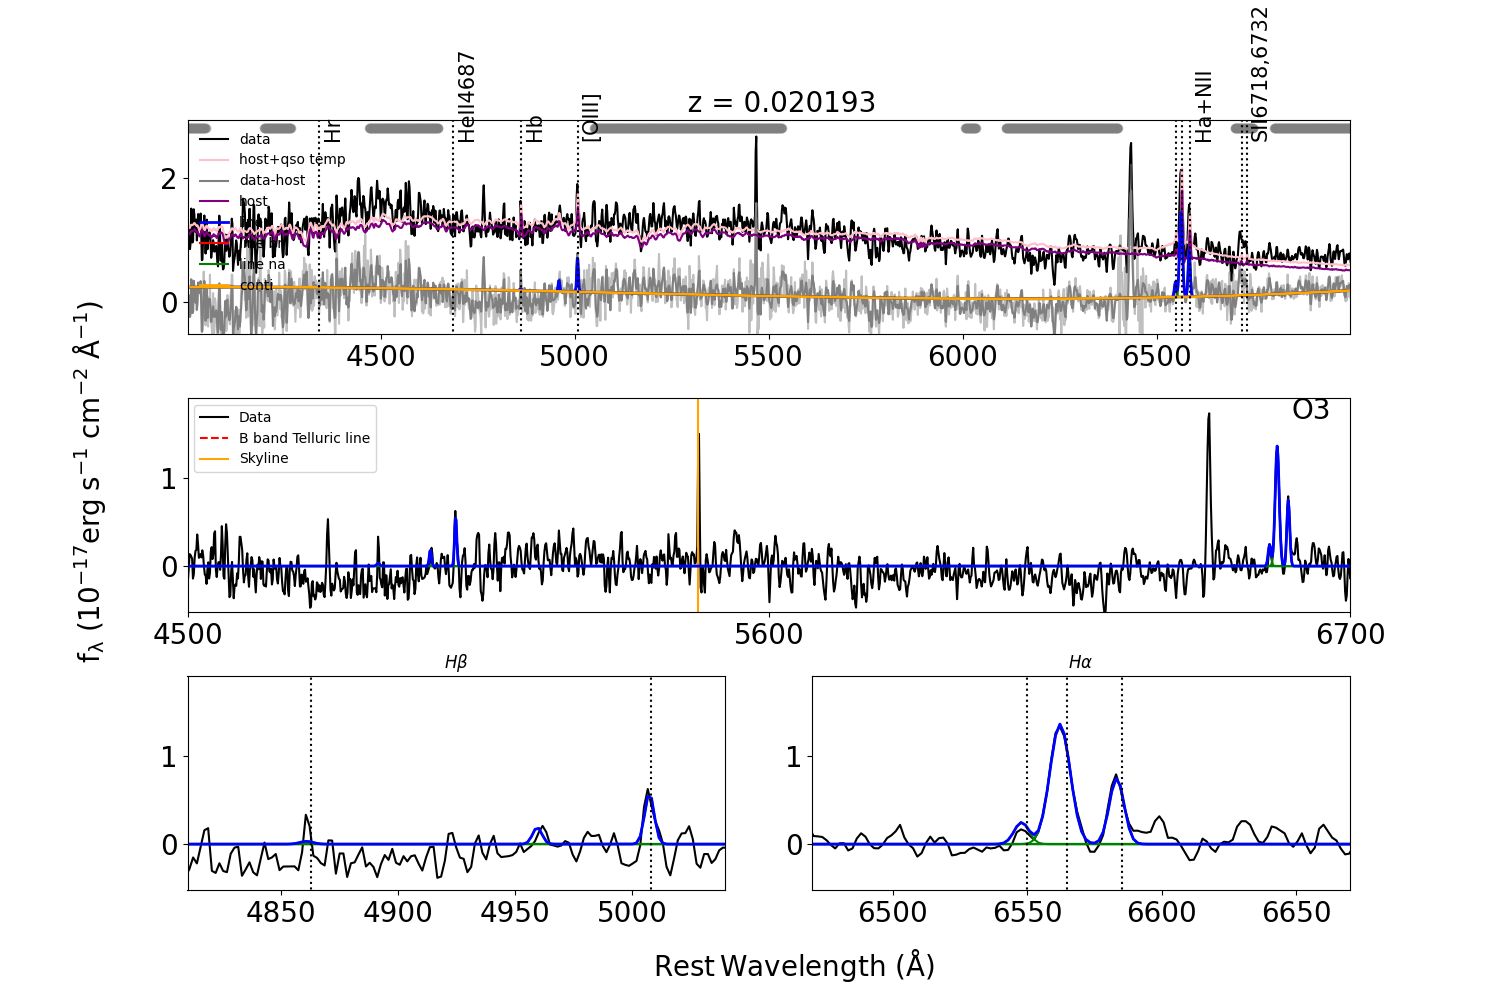 z = 0.020193
Hr
HeII4687
Hb
[OIII]
Ha+NII
SII6718,6732
data
host+qso temp
data-host
host
line na
conti
2
0
4500 5000 5500 6000 6500
fλ (10−17erg s−1 cm−2 Å−1)
O3
Data
B band Telluric line
Skyline
1
0
4500 5600 6700
Hβ
1
0
4850 4900 4950 5000
Hα
1
0
6500 6550 6600 6650
Rest Wavelength (Å)